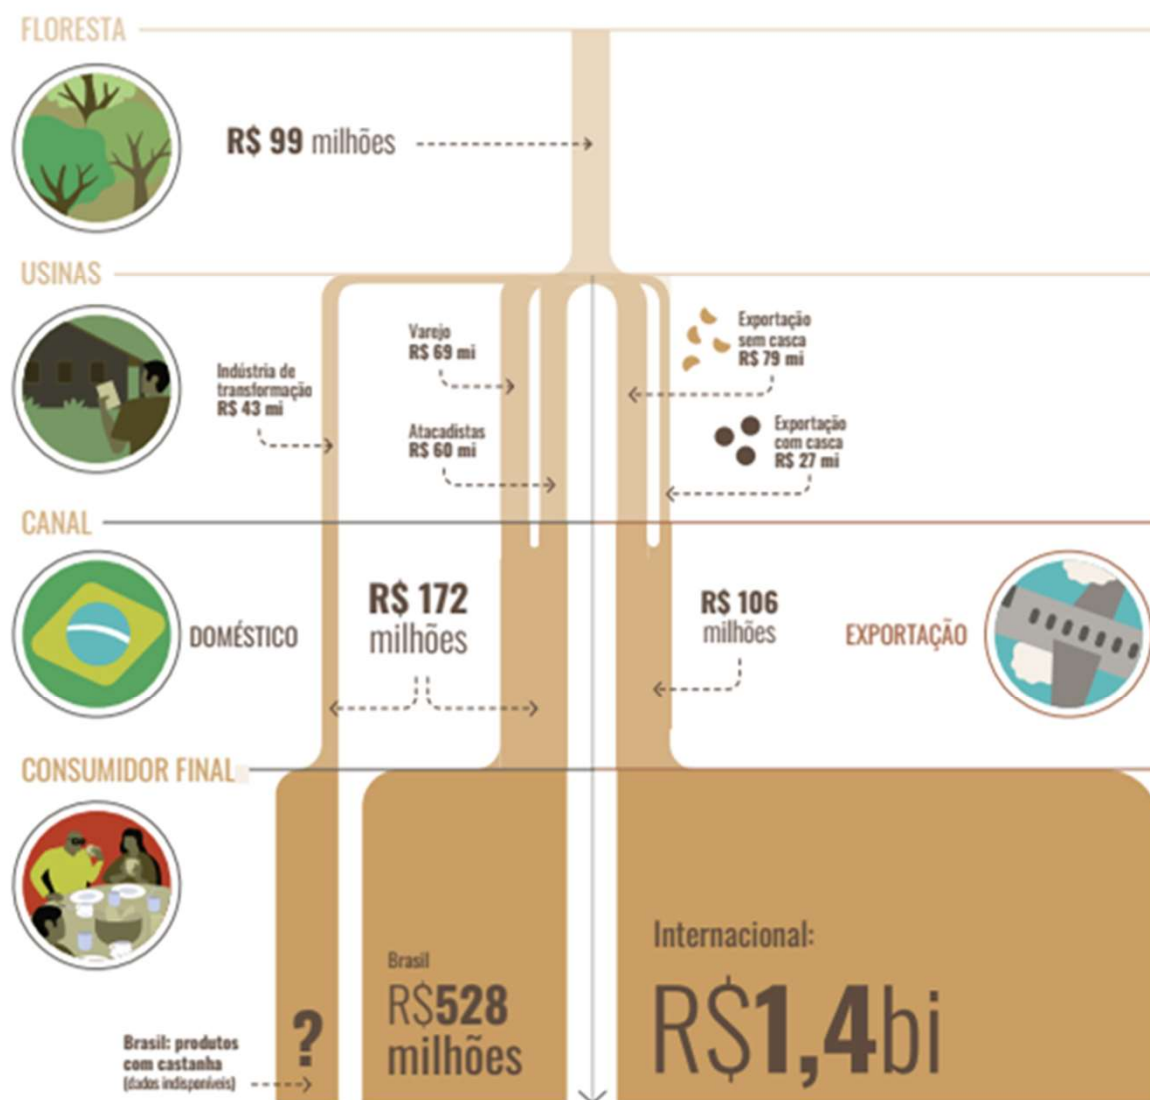 FLORESTA
R$ 99 milhões
USINAS
Indústria de
transformação
R$ 43 mi
Varejo
R$ 69 mi
Atacadistas
R$ 60 mi
Exportação
sem casca
R$ 79 mi
Exportação
com casca
R$ 27 mi
CANAL
DOMÉSTICO
R$ 172
milhões
R$ 106
milhões
EXPORTAÇÃO
CONSUMIDOR FINAL
Brasil: produtos
com castanha
(dados indisponíveis)
?
Brasil
R$528
milhões
Internacional:
R$1,4bi